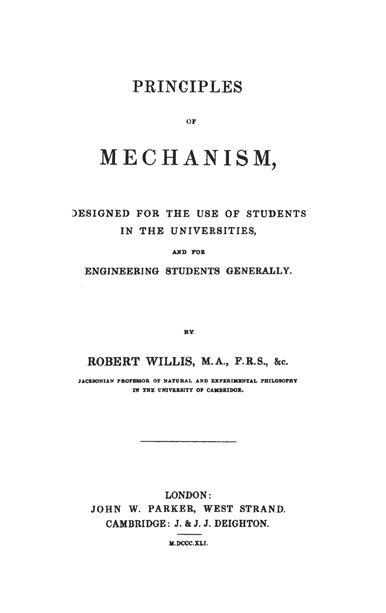 PRINCIPLES
OF
MECHANISM,
DESIGNED FOR THE USE OF STUDENTS
IN THE UNIVERSITIES,
AND FOR
ENGINEERING STUDENTS GENERALLY.
BY
ROBERT WILLIS, M.A., F.R.S., &c.
JACKSONIAN PROFESSOR OF NATURAL AND EXPERIMENTAL PHILOSOPHY
IN THE UNIVERSITY OF CAMBRIDGE.
LONDON:
JOHN W. PARKER, WEST STRAND.
CAMBRIDGE: J. & J. J. DEIGHTON.
M.DCCC.XLI.